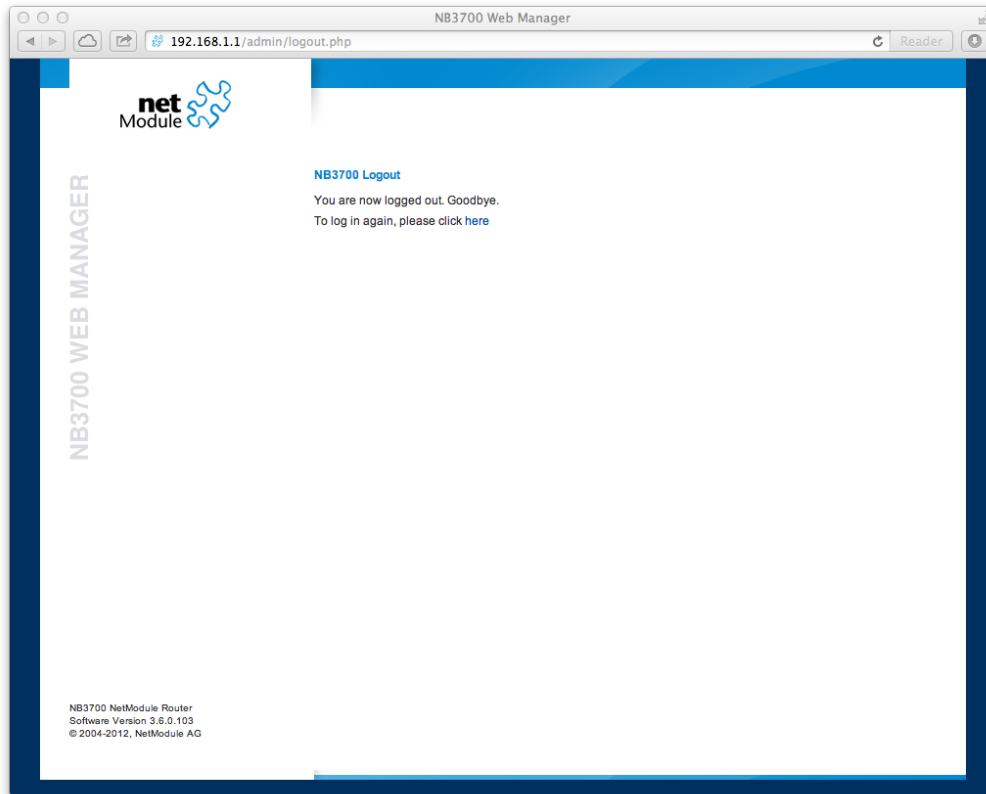 NB3700 Web Manager
192.168.1.1/admin/logout.php
Reader
net
Module
NB3700 WEB MANAGER
NB3700 Logout
You are now logged out. Goodbye.
To log in again, please click here
NB3700 NetModule Router
Software Version 3.6.0.103
© 2004-2012, NetModule AG